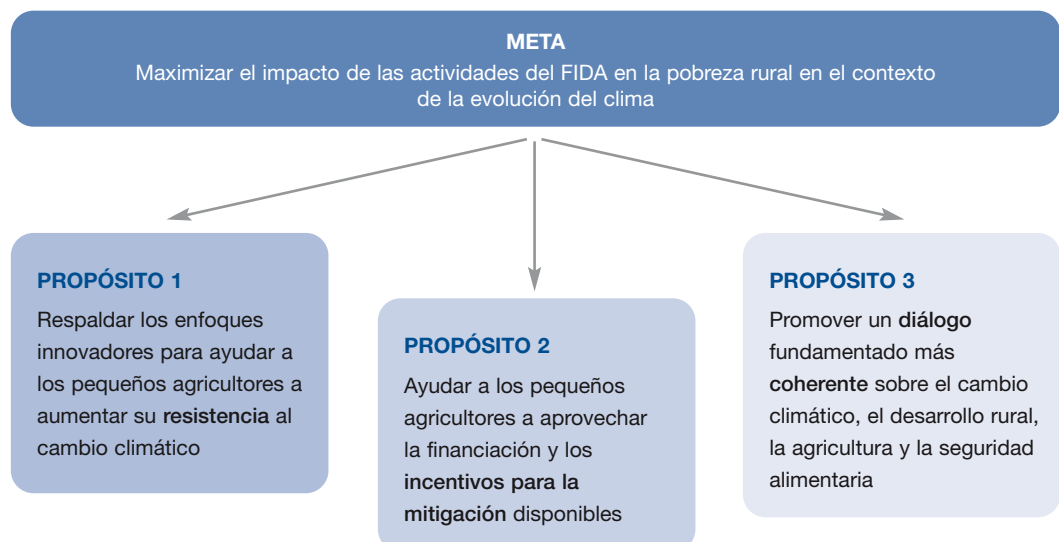 META
Maximizar el impacto de las actividades del FIDA en la pobreza rural en el contexto
de la evolución del clima
PROPÓSITO 1
Respaldar los enfoques
innovadores para ayudar a
los pequeños agricultores a
aumentar su resistencia al
cambio climático
PROPÓSITO 2
Ayudar a los pequeños
agricultores a aprovechar
la financiación y los
incentivos para la
mitigación disponibles
PROPÓSITO 3
Promover un diálogo
fundamentado más
coherente sobre el cambio
climático, el desarrollo rural,
la agricultura y la seguridad
alimentaria